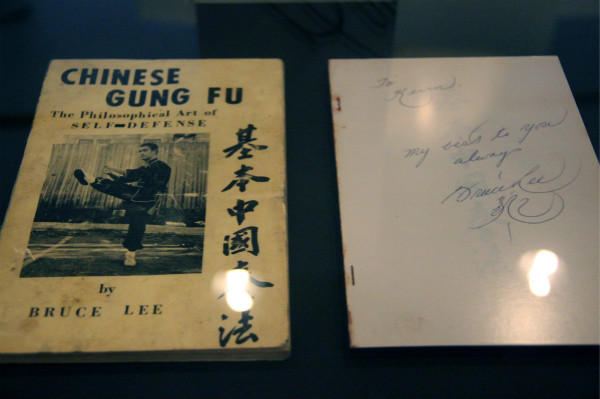 CHINESE
GUNG FU
The Philosophical Art of
SELF-DEFENSE
基本中國拳法
by
BRUCE LEE
To
my best to you
always
Bruce Lee